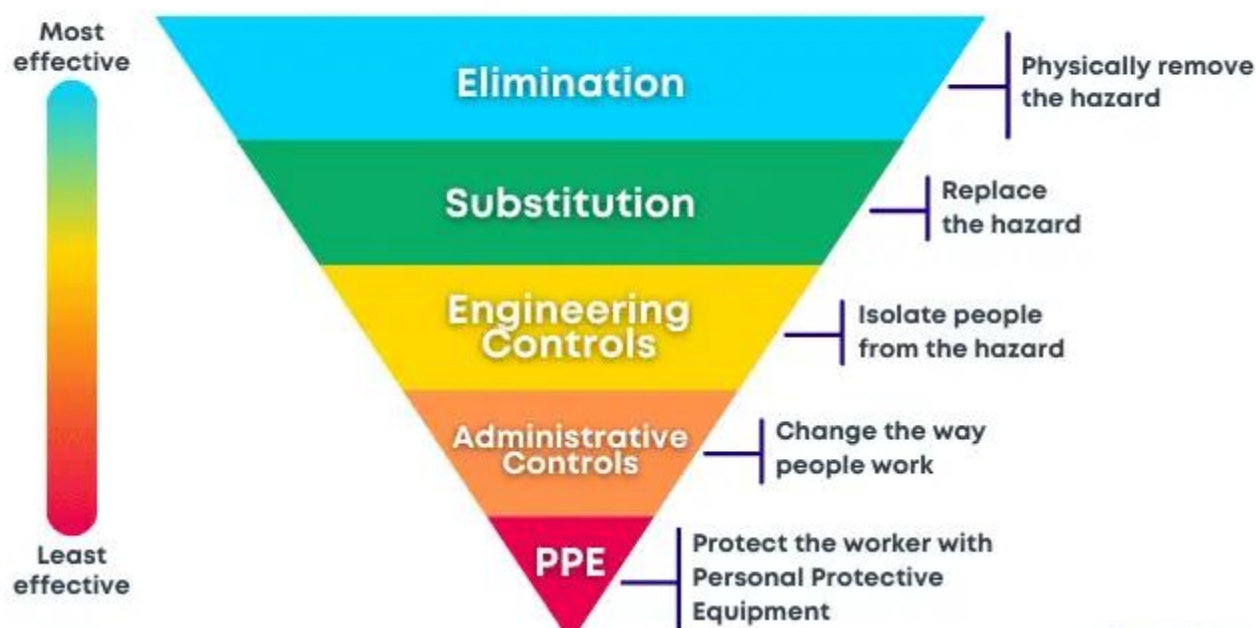 Most
effective
Elimination
Physically remove
the hazard
Substitution
Replace
the hazard
Engineering
Controls
Isolate people
from the hazard
Administrative
Controls
Change the way
people work
PPE
Protect the worker with
Personal Protective
Equipment
Least
effective